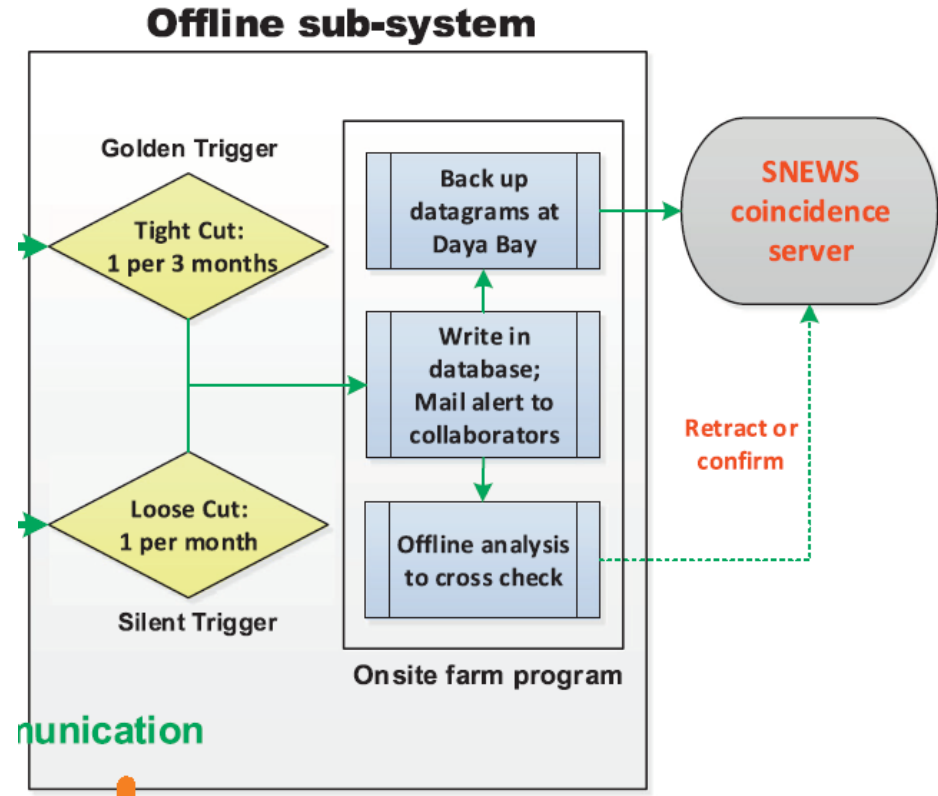 Offline sub-system
Golden Trigger
Tight Cut:
1 per 3 months
Loose Cut:
1 per month
Silent Trigger
Back up
datagrams at
Daya Bay
Write in
database;
Mail alert to
collaborators
Offline analysis
to cross check
Onsite farm program
SNEWS
coincidence
server
Retract or
confirm
munication